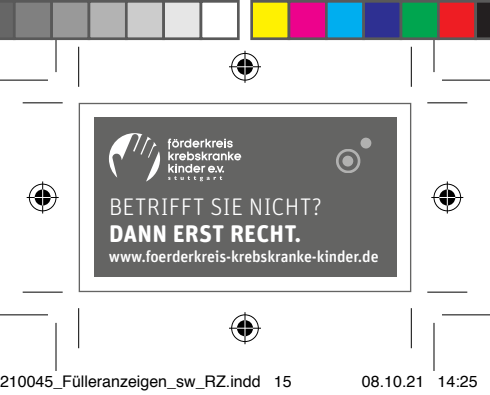 förderkreis
krebskranke
kinder e.v.
stuttgart
BETRIFFT SIE NICHT?
DANN ERST RECHT.
www.foerderkreis-krebskranke-kinder.de
210045_Fülleranzeigen_sw_RZ.indd 15 08.10.21 14:25